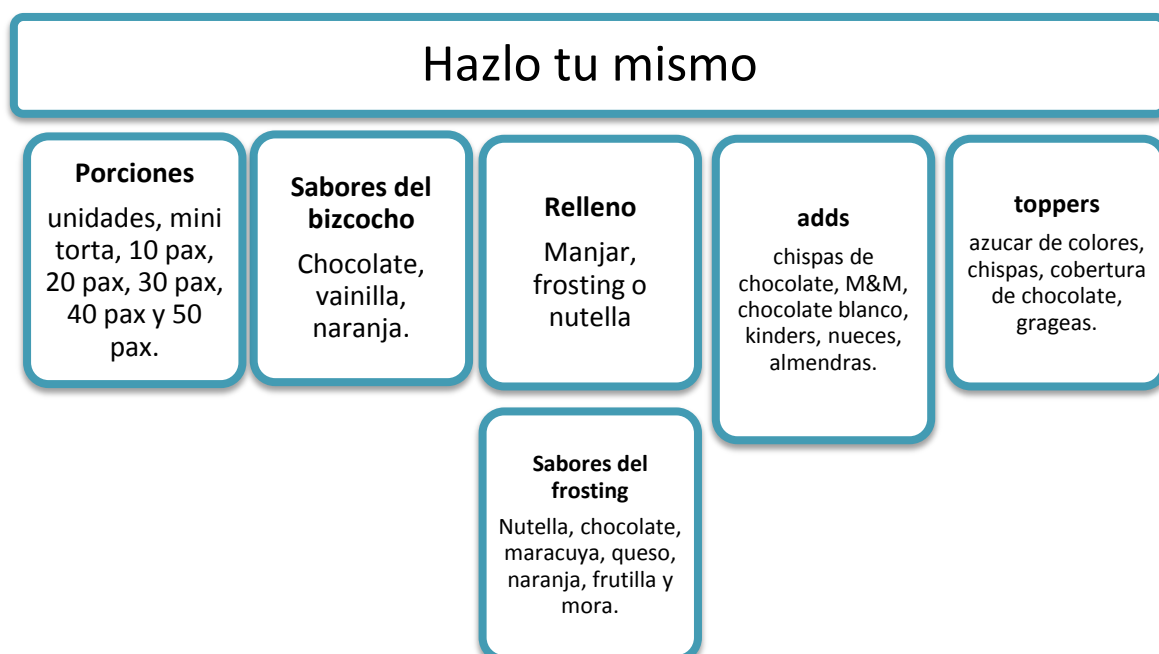 Hazlo tu mismo
Porciones
unidades, mini
torta, 10 pax,
20 pax, 30 pax,
40 pax y 50
pax.
Sabores del
bizcocho
Chocolate,
vainilla,
naranja.
Relleno
Manjar,
frosting o
nutella
adds
chispas de
chocolate, M&M,
chocolate blanco,
kinders, nueces,
almendras.
toppers
azucar de colores,
chispas, cobertura
de chocolate,
grageas.
Sabores del
frosting
Nutella, chocolate,
maracuya, queso,
naranja, frutilla y
mora.